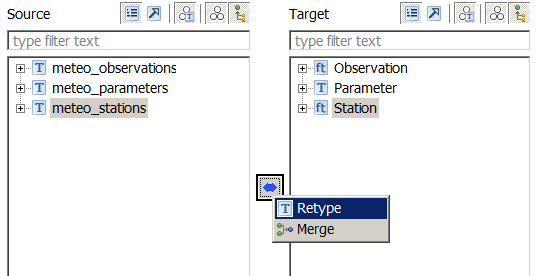 Source
type filter text
meteo_observations
meteo_parameters
meteo_stations
Target
type filter text
Observation
Parameter
Station
Retype
Merge